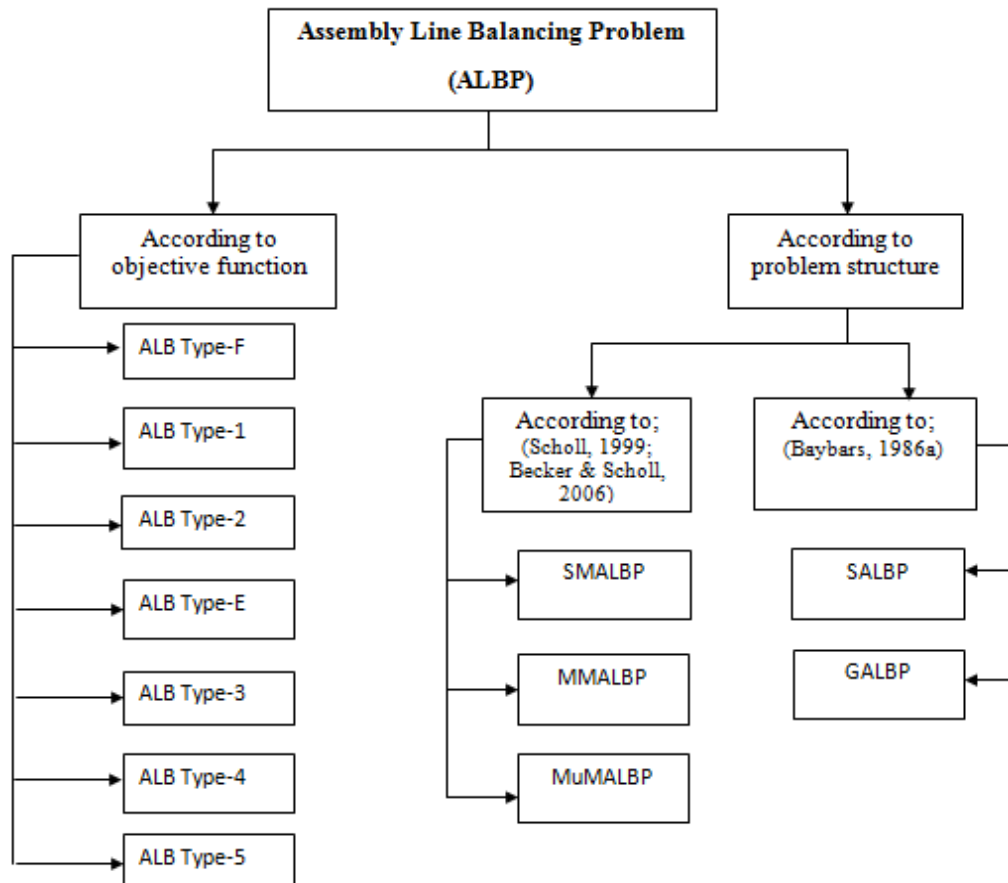 Assembly Line Balancing Problem
(ALBP)
According to
objective function
According to
problem structure
ALB Type-F
ALB Type-1
ALB Type-2
ALB Type-E
ALB Type-3
ALB Type-4
ALB Type-5
According to;
(Scholl, 1999;
Becker & Scholl,
2006)
According to;
(Baybars, 1986a)
SMALBP
MMALBP
MuMALBP
SALBP
GALBP